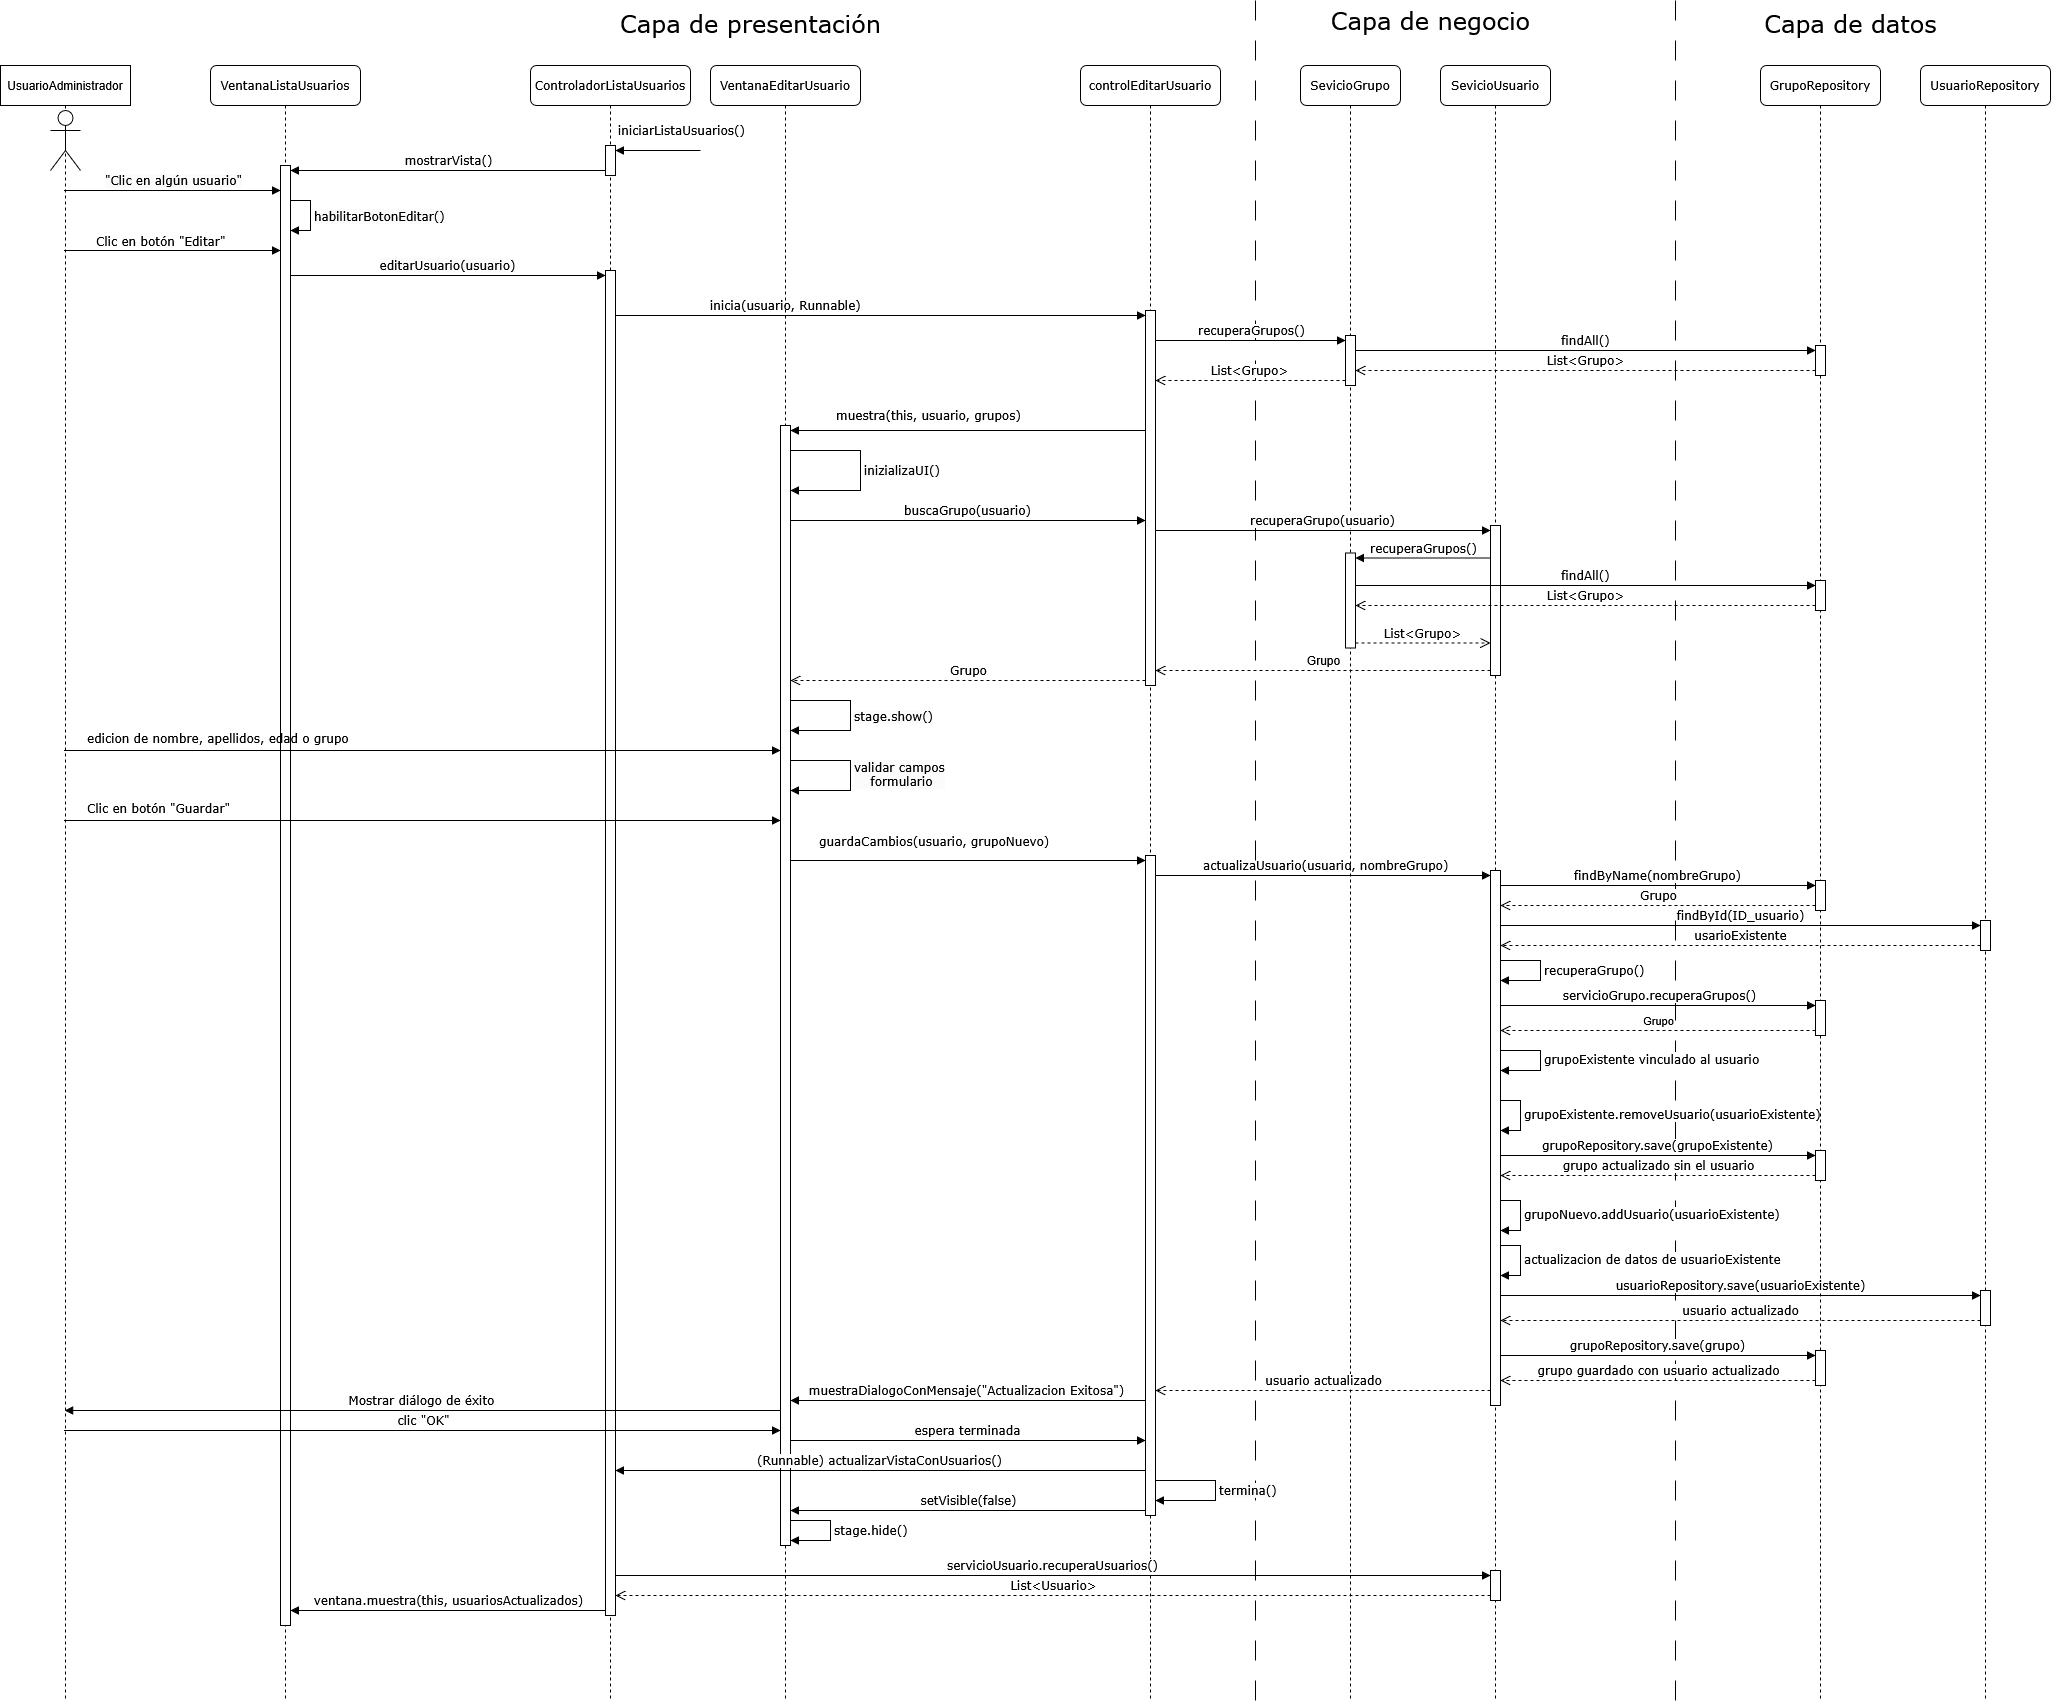 Capa de presentación
Capa de negocio
Capa de datos
UsuarioAdministrador
VentanaListaUsuarios
ControladorListaUsuarios
VentanaEditarUsuario
controlEditarUsuario
SevicioGrupo
SevicioUsuario
GrupoRepository
UsuarioRepository
iniciarListaUsuarios()
mostrarVista()
"Clic en algún usuario"
habilitarBotonEditar()
Clic en botón "Editar"
editarUsuario(usuario)
inicia(usuario, Runnable)
recuperaGrupos()
findAll()
List<Grupo>
List<Grupo>
muestra(this, usuario, grupos)
inizializaUI()
buscaGrupo(usuario)
recuperaGrupo(usuario)
recuperaGrupos()
findAll()
List<Grupo>
List<Grupo>
Grupo
Grupo
stage.show()
edicion de nombre, apellidos, edad o grupo
validar campos
formulario
Clic en botón "Guardar"
guardaCambios(usuario, grupoNuevo)
actualizaUsuario(usuario, nombreGrupo)
findByName(nombreGrupo)
Grupo
findById(ID_usuario)
usarioExistente
recuperaGrupo()
servicioGrupo.recuperaGrupos()
Grupo
grupoExistente vinculado al usuario
grupoExistente.removeUsuario(usuarioExistente)
grupoRepository.save(grupoExistente)
grupo actualizado sin el usuario
grupoNuevo.addUsuario(usuarioExistente)
actualizacion de datos de usuarioExistente
usuarioRepository.save(usuarioExistente)
usuario actualizado
grupoRepository.save(grupo)
grupo guardado con usuario actualizado
usuario actualizado
muestraDialogoConMensaje("Actualizacion Exitosa")
Mostrar diálogo de éxito
clic "OK"
espera terminada
(Runnable) actualizarVistaConUsuarios()
termina()
setVisible(false)
stage.hide()
servicioUsuario.recuperaUsuarios()
List<Usuario>
ventana.muestra(this, usuariosActualizados)